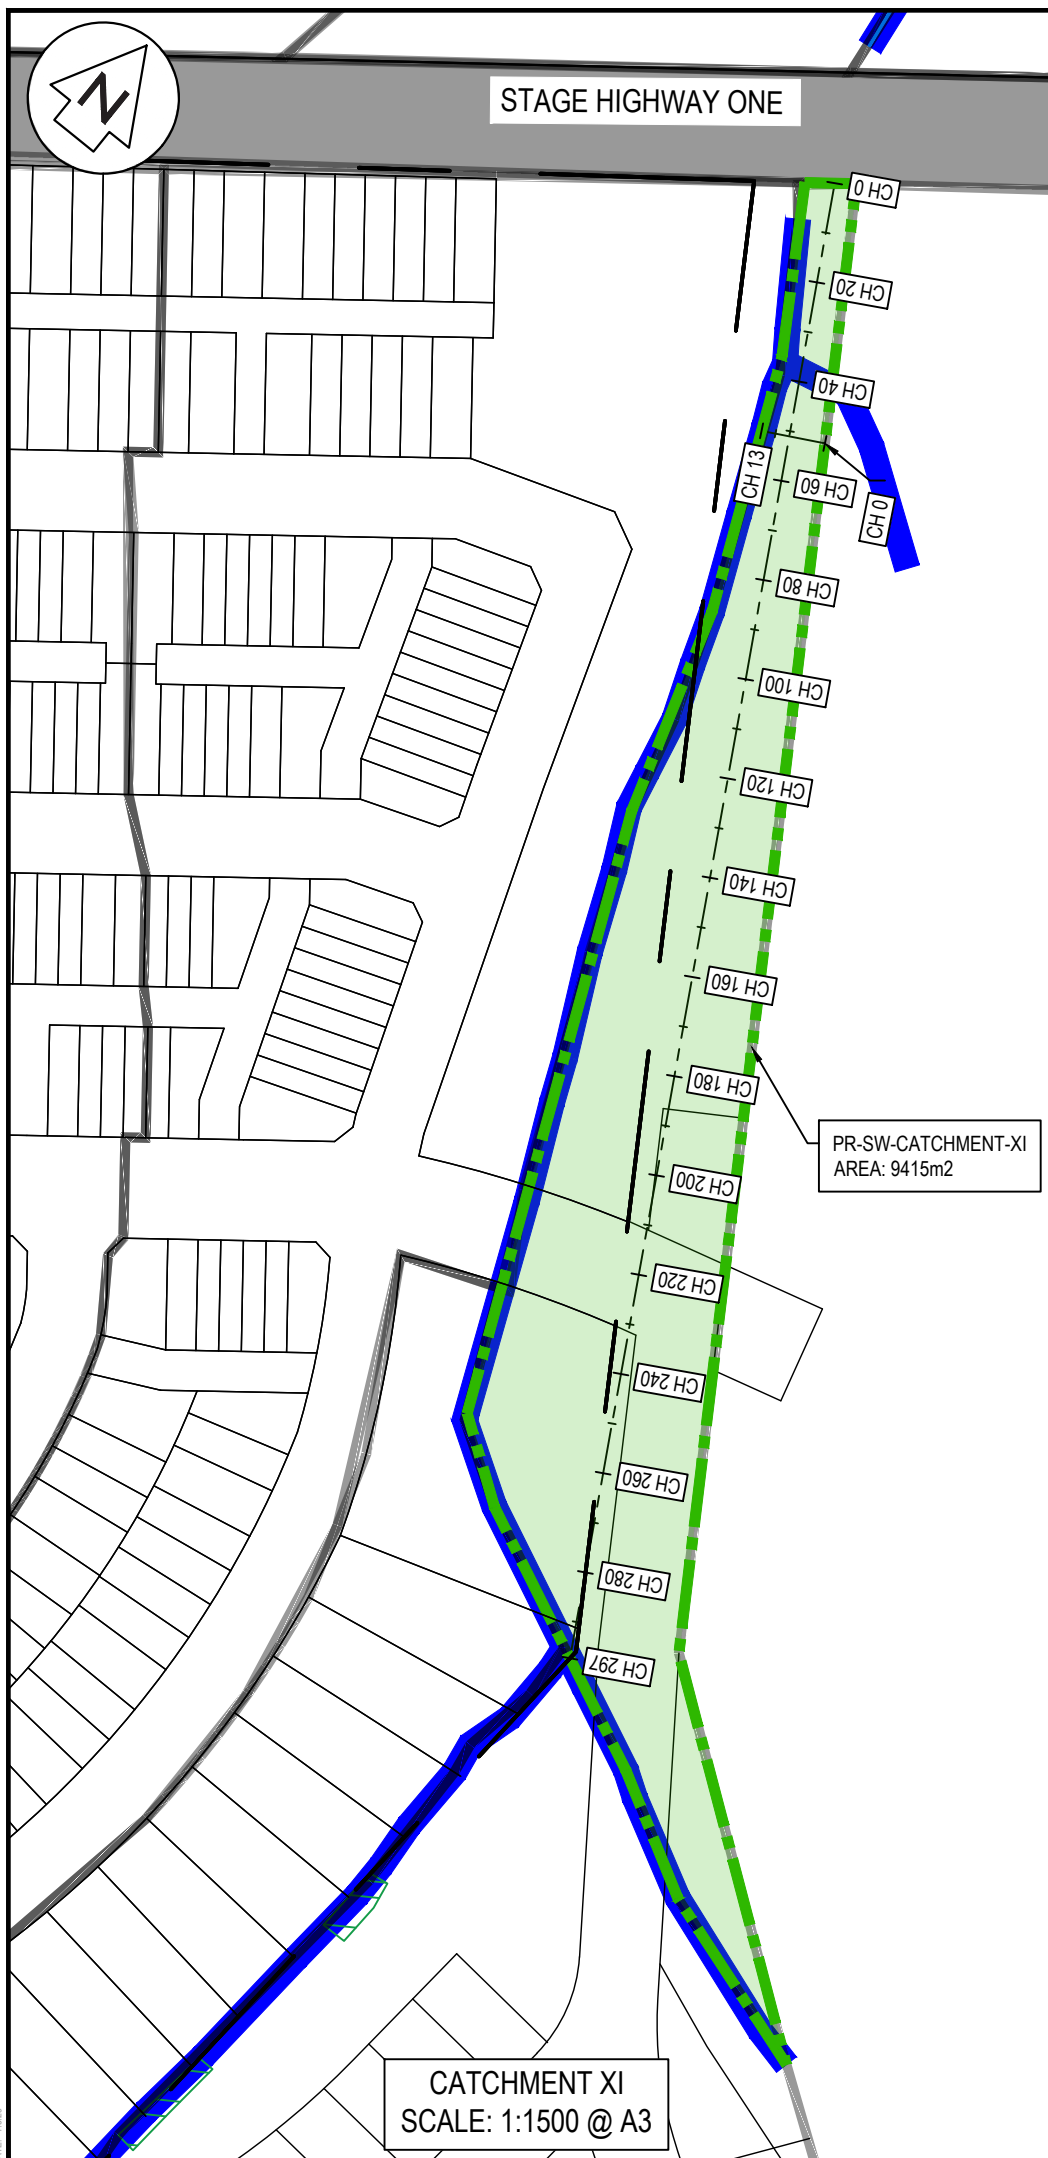 N
STAGE HIGHWAY ONE
CH 0
CH 20
CH 40
CH 13
CH 60
CH 0
CH 80
CH 100
CH 120
CH 140
CH 160
CH 180
PR-SW-CATCHMENT-XI
AREA: 9415m2
CH 200
CH 220
CH 240
CH 260
CH 280
CH 297
CATCHMENT XI
SCALE: 1:1500 @ A3